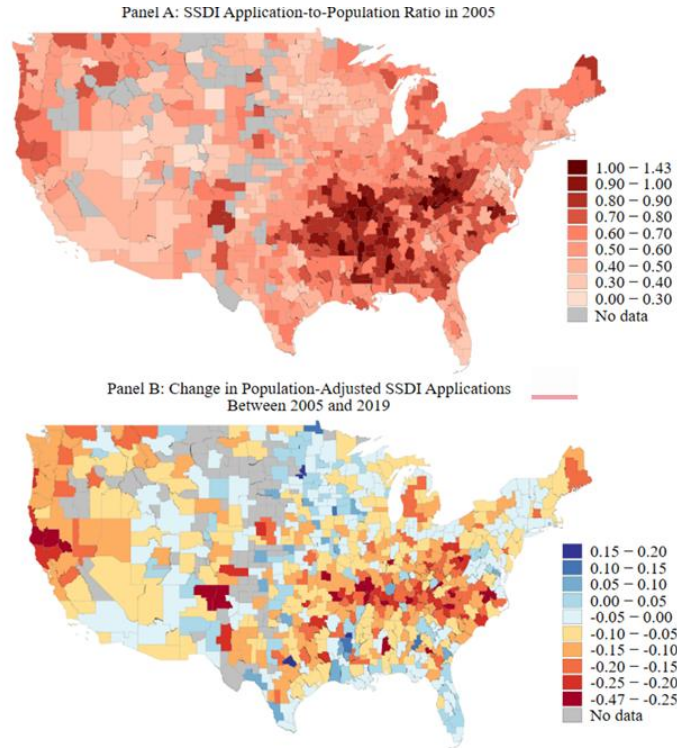 Panel A: SSDI Application-to-Population Ratio in 2005
1.00 − 1.43
0.90 − 1.00
0.80 − 0.90
0.70 − 0.80
0.60 − 0.70
0.50 − 0.60
0.40 − 0.50
0.30 − 0.40
0.00 − 0.30
No data
Panel B: Change in Population-Adjusted SSDI Applications
Between 2005 and 2019
0.15 − 0.20
0.10 − 0.15
0.05 − 0.10
0.00 − 0.05
-0.05 − 0.00
-0.10 − -0.05
-0.15 − -0.10
-0.20 − -0.15
-0.25 − -0.20
-0.47 − -0.25
No data